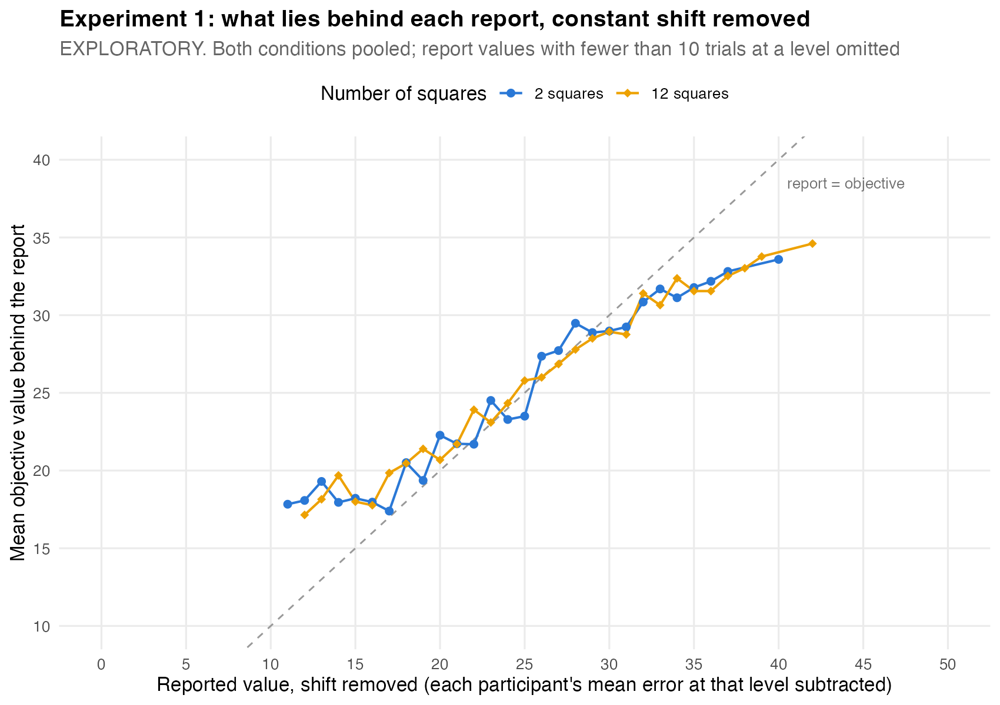 Experiment 1: what lies behind each report, constant shift removed
EXPLORATORY. Both conditions pooled; report values with fewer than 10 trials at a level omitted
Number of squares 2 squares 12 squares
40
report = objective
35
30
25
20
15
10
Mean objective value behind the report
0 5 10 15 20 25 30 35 40 45 50
Reported value, shift removed (each participant's mean error at that level subtracted)